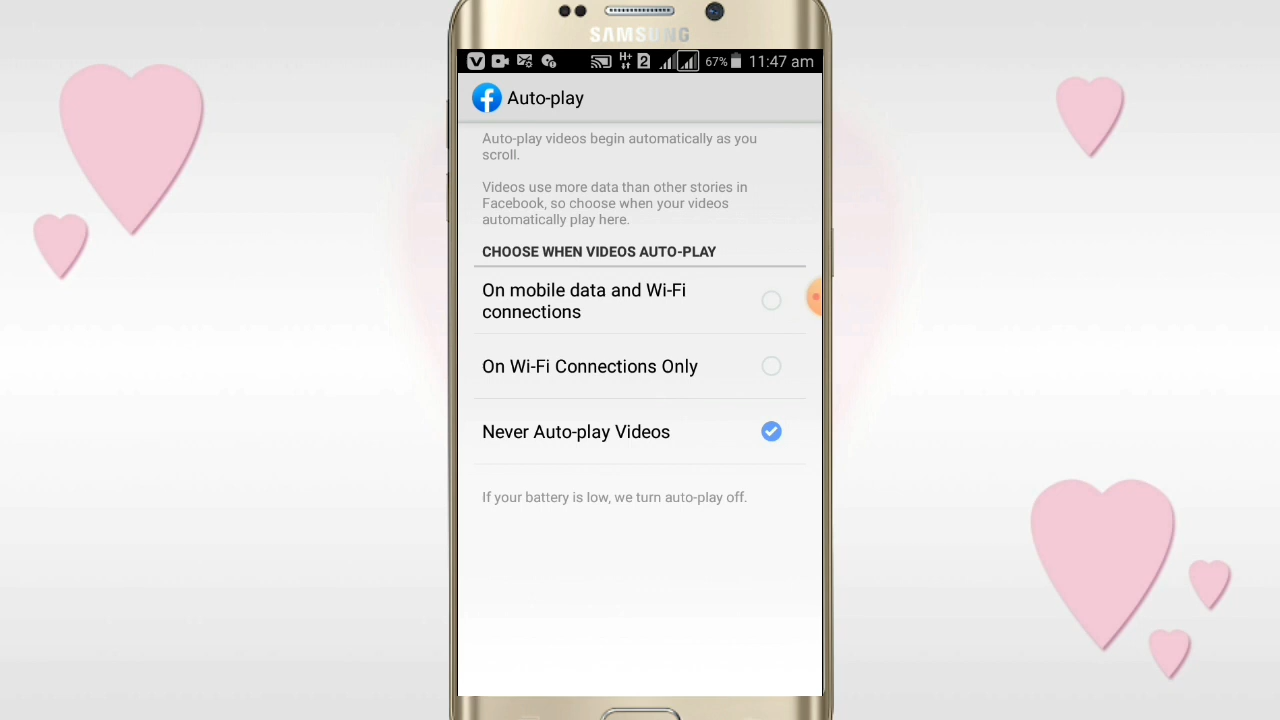 SAMSUNG
67% 11:47 am
Auto-play
Auto-play videos begin automatically as you
scroll.
Videos use more data than other stories in
Facebook, so choose when your videos
automatically play here.
CHOOSE WHEN VIDEOS AUTO-PLAY
On mobile data and Wi-Fi
connections
On Wi-Fi Connections Only
Never Auto-play Videos
If your battery is low, we turn auto-play off.